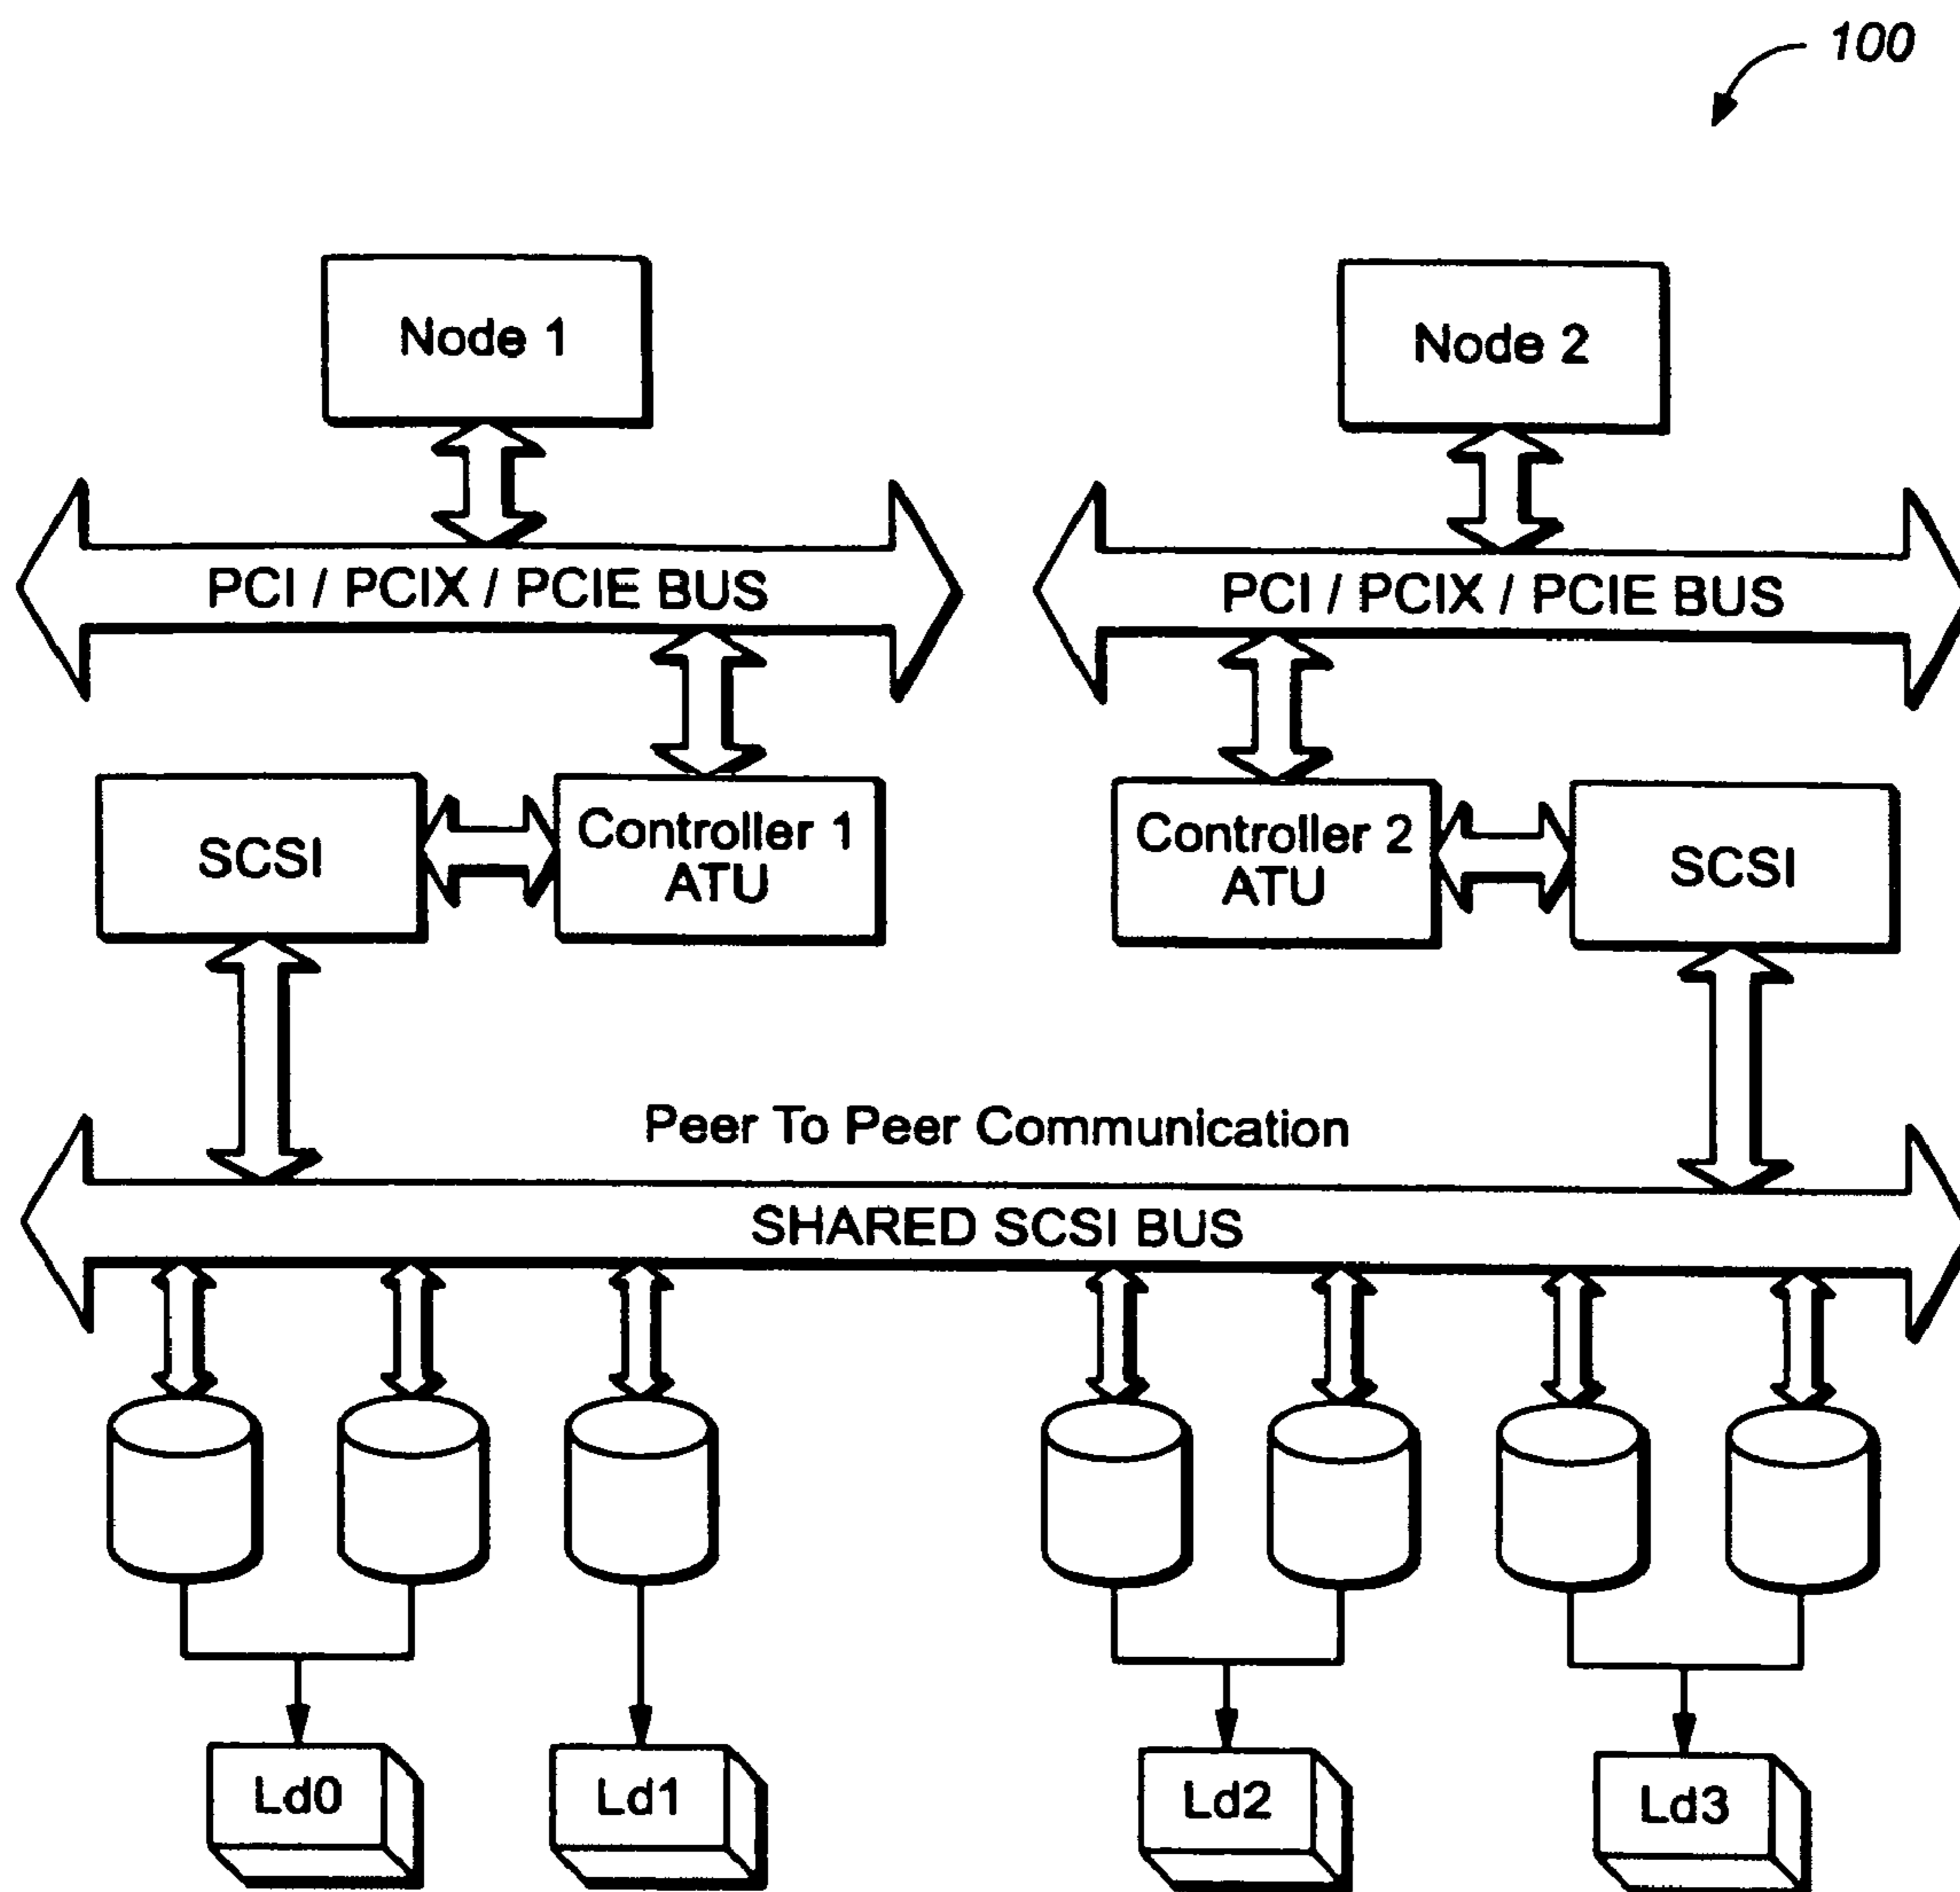 100
Node 1
Node 2
PCI / PCIX / PCIE BUS
PCI / PCIX / PCIE BUS
SCSI
Controller 1
ATU
Controller 2
ATU
SCSI
Peer To Peer Communication
SHARED SCSI BUS
Ld0
Ld1
Ld2
Ld3